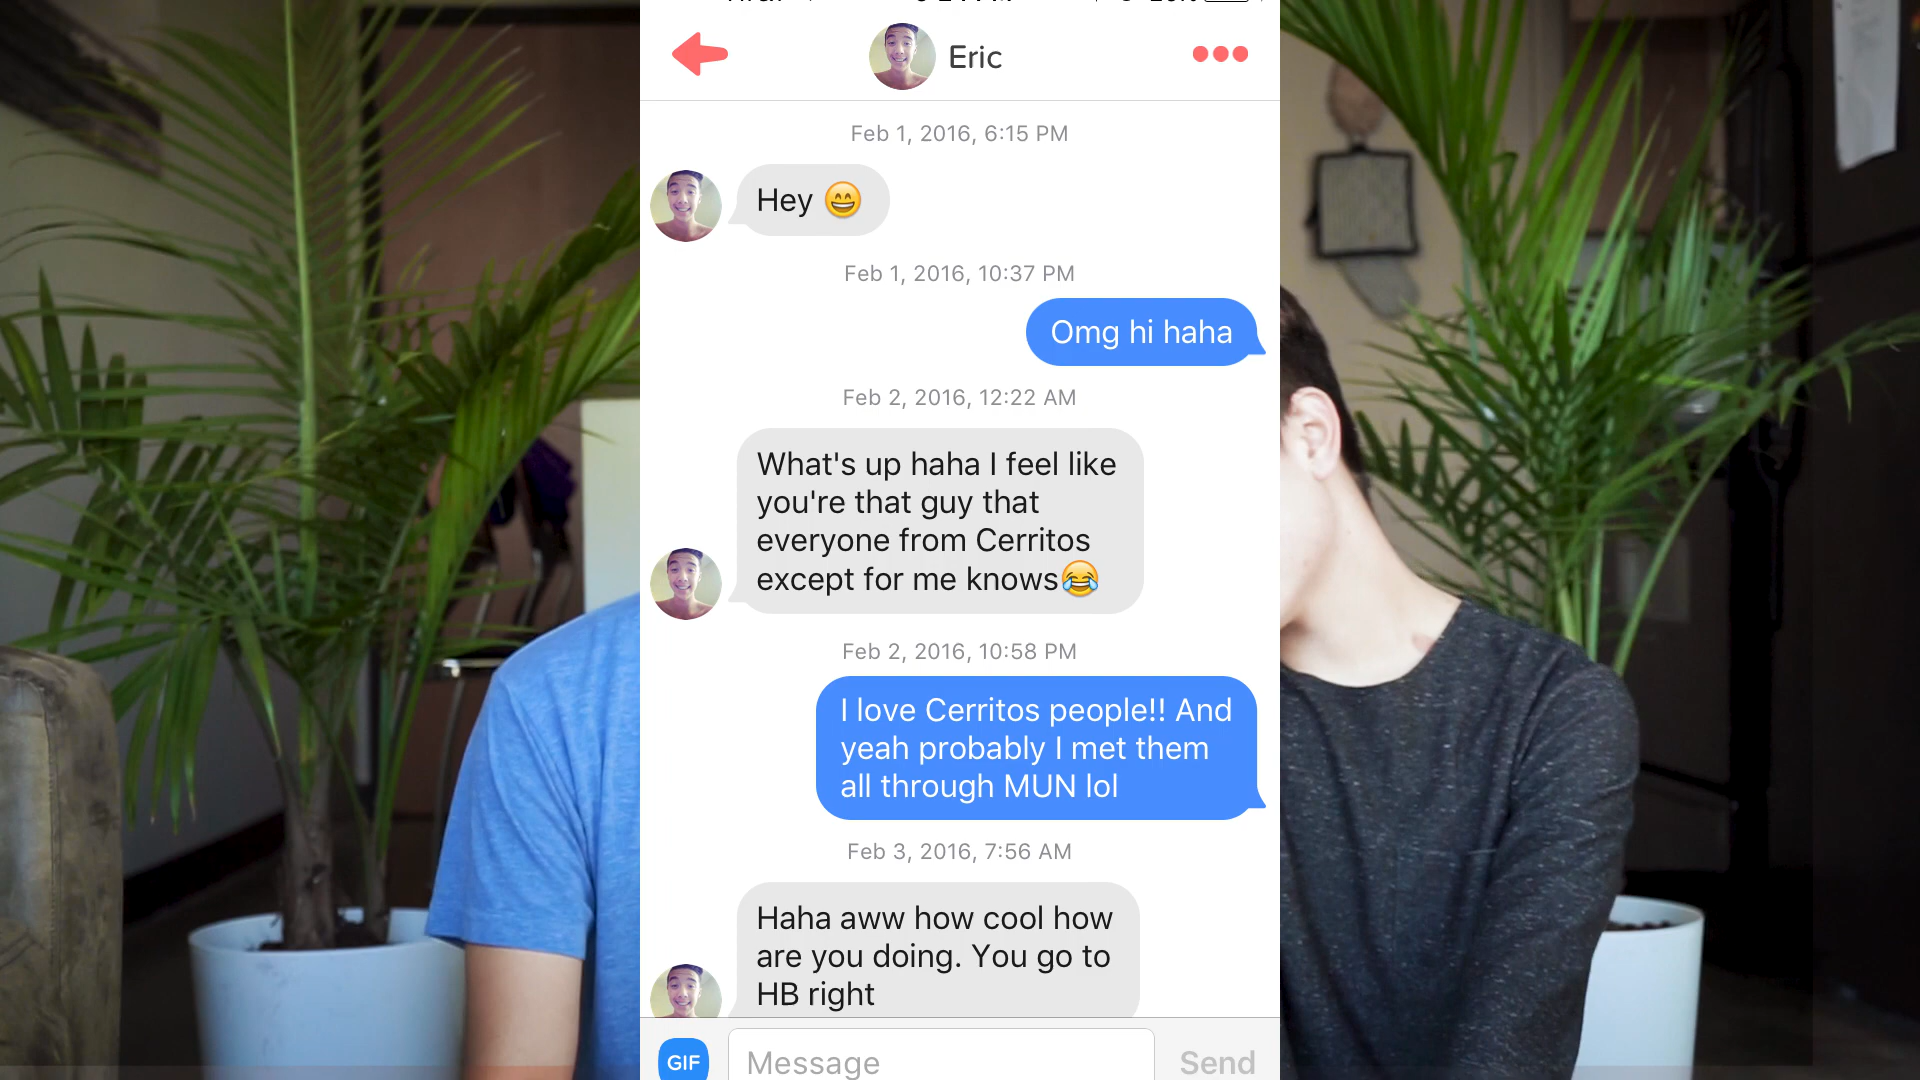 Eric
Feb 1, 2016, 6:15 PM
Hey 😄
Feb 1, 2016, 10:37 PM
Omg hi haha
Feb 2, 2016, 12:22 AM
What's up haha I feel like
you're that guy that
everyone from Cerritos
except for me knows😂
Feb 2, 2016, 10:58 PM
I love Cerritos people!! And
yeah probably I met them
all through MUN lol
Feb 3, 2016, 7:56 AM
Haha aww how cool how
are you doing. You go to
HB right
GIF
Message
Send